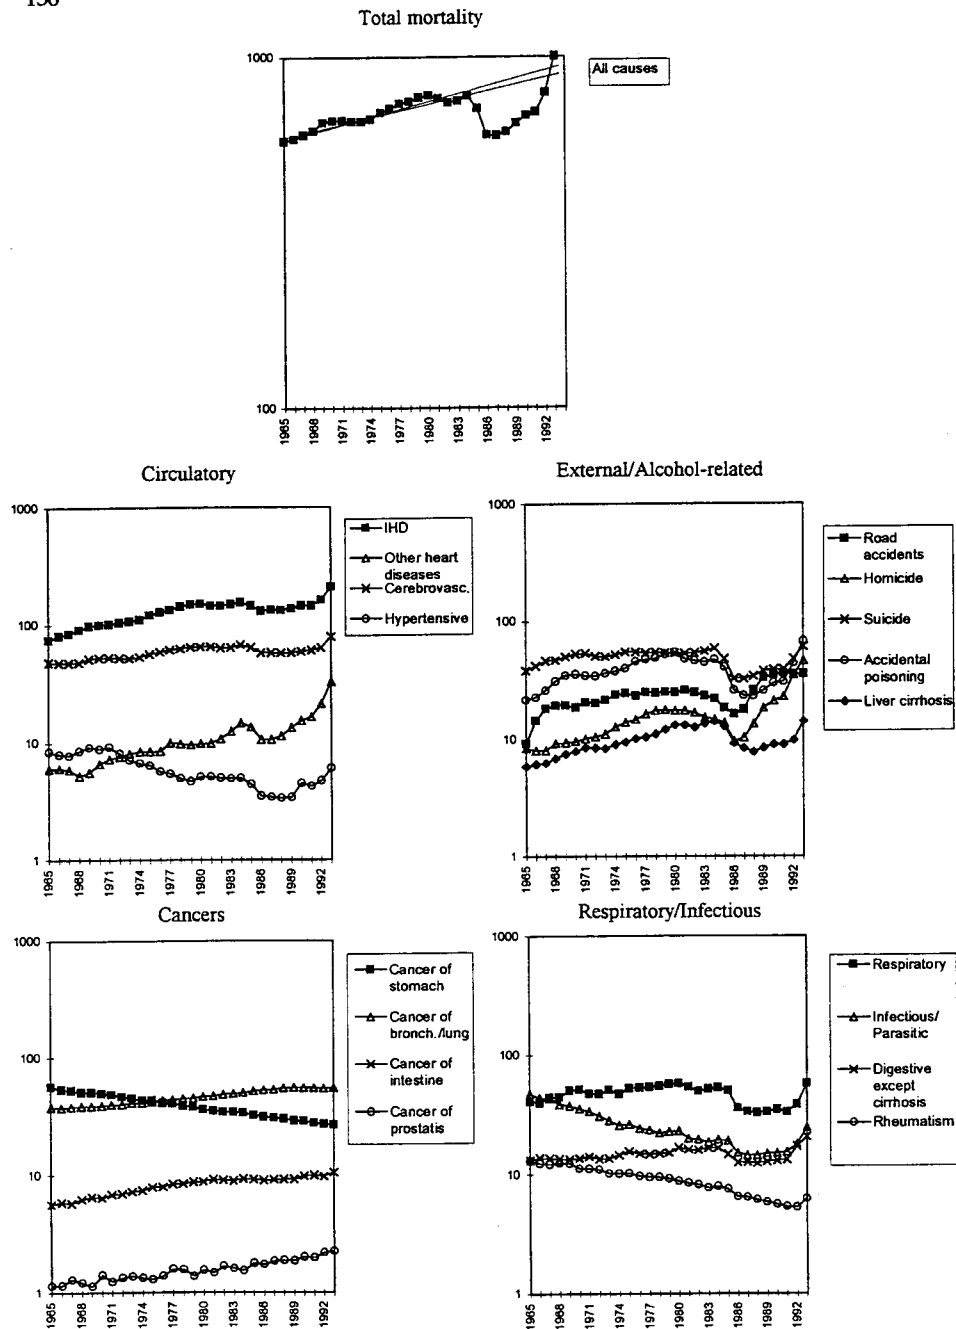 Total mortality
1000
100
All causes
1965 1968 1971 1974 1977 1980 1983 1986 1989 1992
Circulatory
1000
100
10
1
1965 1968 1971 1974 1977 1980 1983 1986 1989 1992
IHD
Other heart
diseases
Cerebrovasc.
Hypertensive
External/Alcohol-related
1000
100
10
1
1965 1968 1971 1974 1977 1980 1983 1986 1989 1992
Road
accidents
Homicide
Suicide
Accidental
poisoning
Liver cirrhosis
Cancers
1000
100
10
1
1965 1968 1971 1974 1977 1980 1983 1986 1989 1992
Cancer of
stomach
Cancer of
bronch./lung
Cancer of
intestine
Cancer of
prostatis
Respiratory/Infectious
1000
100
10
1
1965 1968 1971 1974 1977 1980 1983 1986 1989 1992
Respiratory
Infectious/
Parasitic
Digestive
except
cirrhosis
Rheumatism